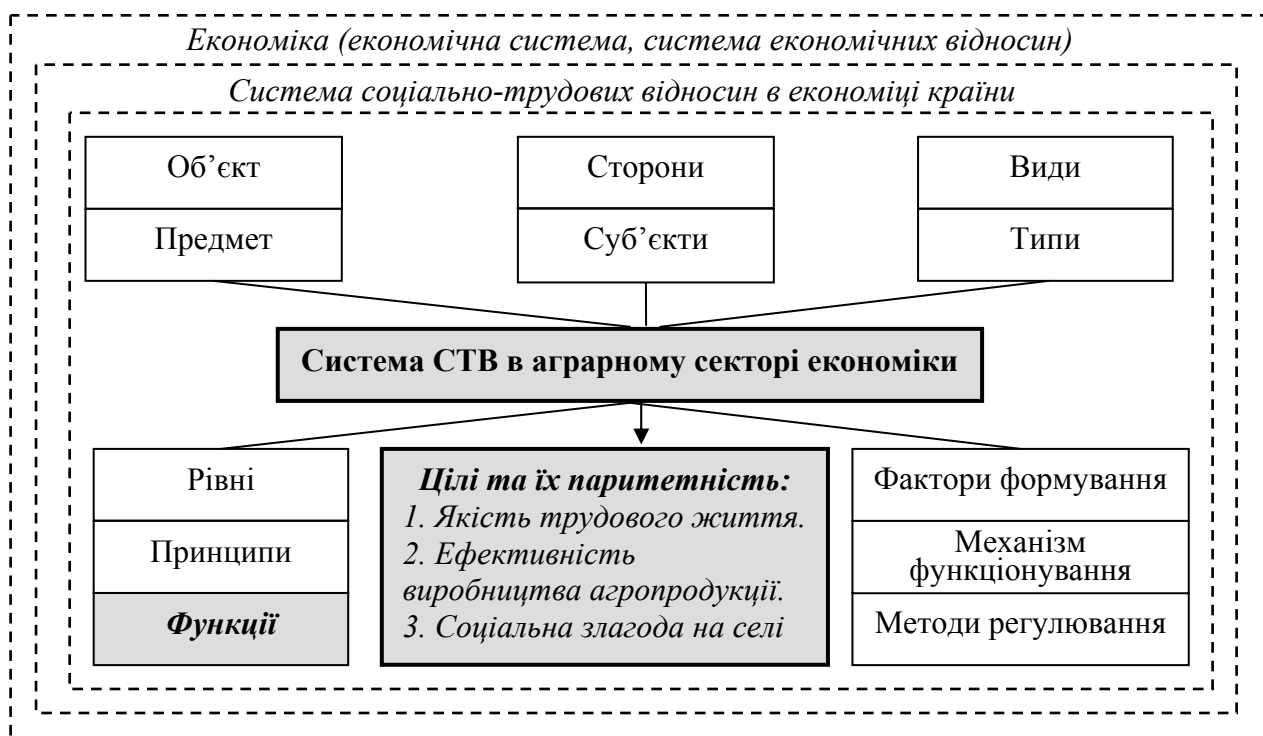 Економіка (економічна система, система економічних відносин)
Система соціально-трудових відносин в економіці країни
Об’єкт
Предмет
Сторони
Суб’єкти
Види
Типи
Система СТВ в аграрному секторі економіки
Рівні
Принципи
Функції
Цілі та їх паритетність:
1. Якість трудового життя.
2. Ефективність
виробництва агропродукції.
3. Соціальна злагода на селі
Фактори формування
Механізм
функціонування
Методи регулювання